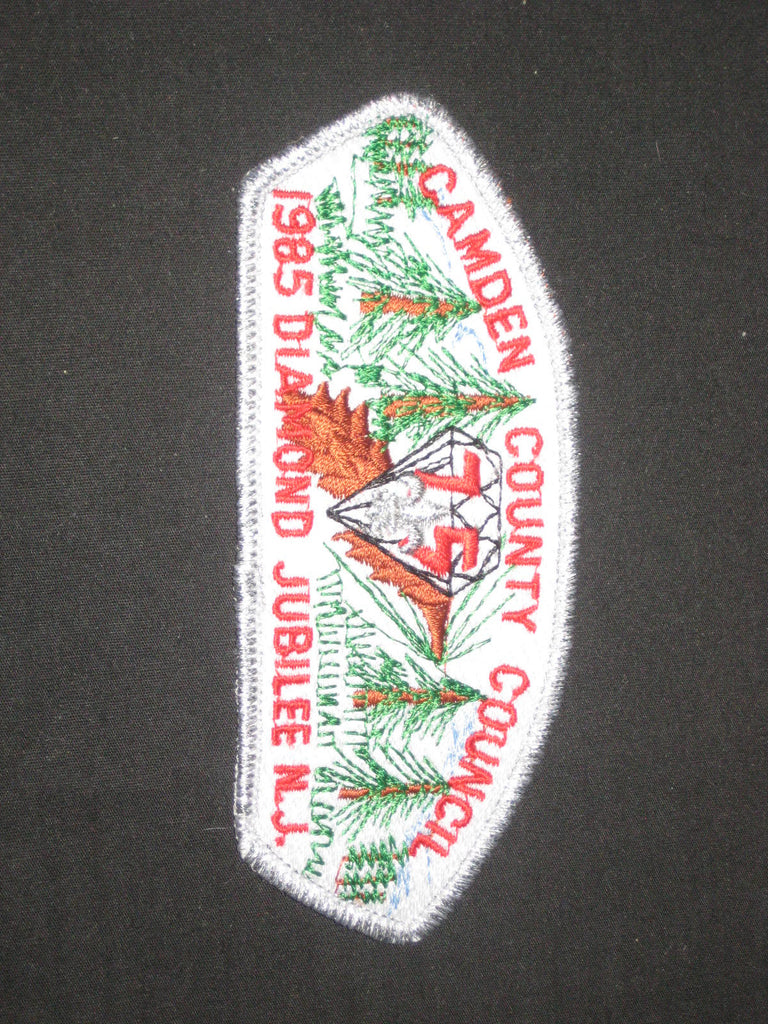 CAMDEN COUNTY COUNCIL
75
1985 DIAMOND JUBILEE N.J.